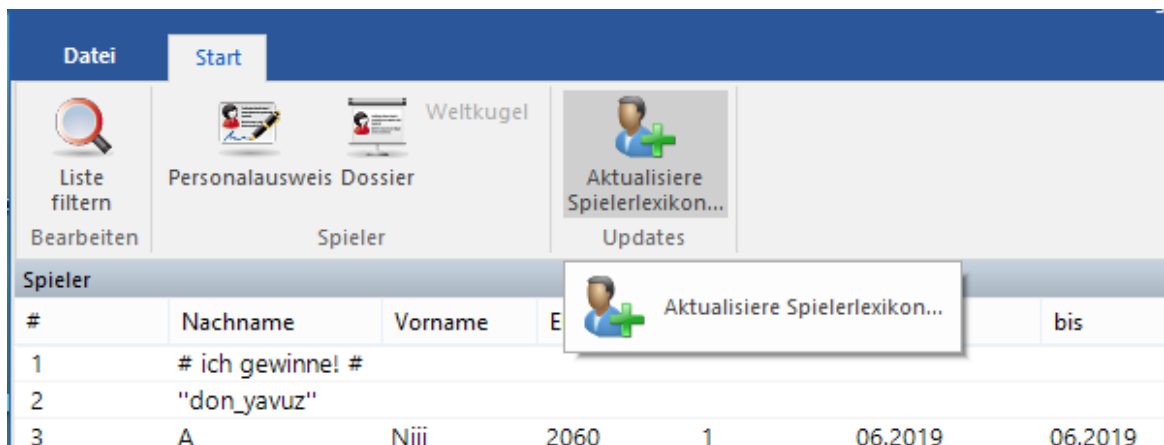 Datei Start
Weltkugel
Liste filtern
Personalausweis Dossier
Aktualisiere Spielerlexikon...
Bearbeiten Spieler Updates
Spieler
# Nachname Vorname E bis
Aktualisiere Spielerlexikon...
1 # ich gewinne! #
2 "don_yavuz"
3 A Niii 2060 1 06.2019 06.2019